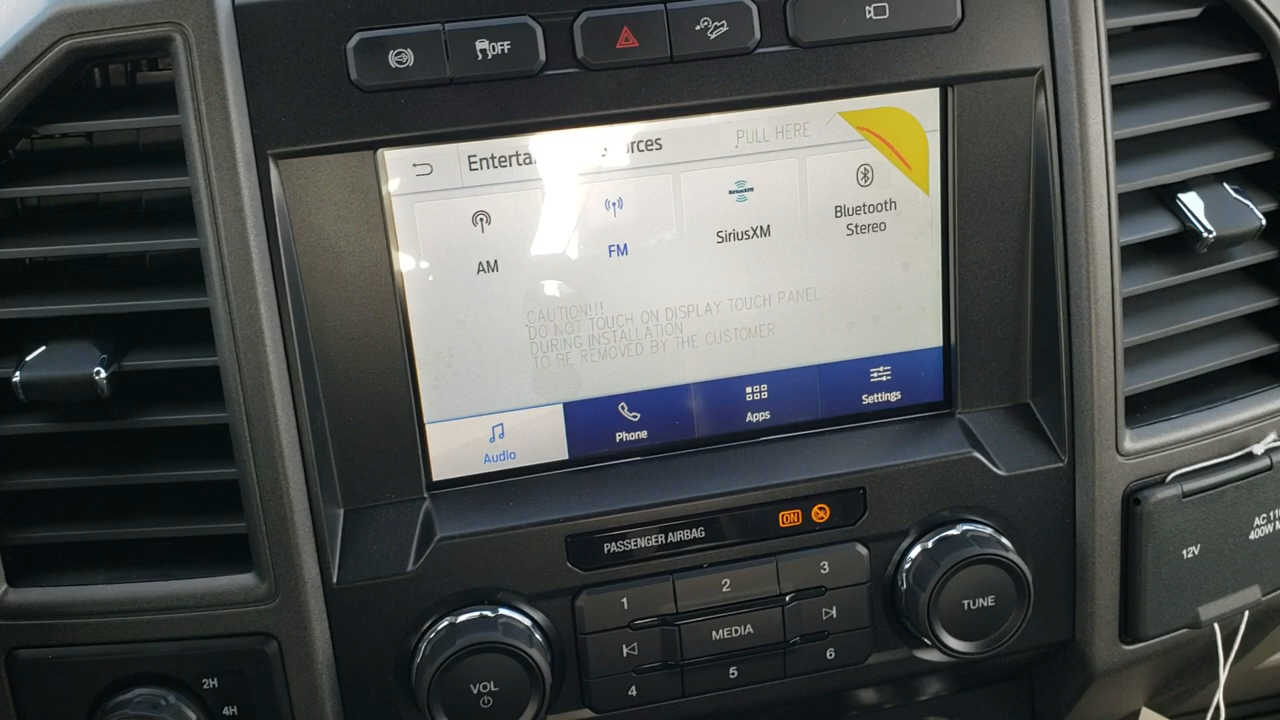 OFF
PULL HERE
AM
FM
SiriusXM
SiriusXM
Bluetooth
Stereo
CAUTION!!!
DO NOT TOUCH ON DISPLAY TOUCH PANEL
DURING INSTALLATION
TO BE REMOVED BY THE CUSTOMER
Audio
Phone
Apps
Settings
PASSENGER AIRBAG
ON
1
2
3
MEDIA
4
5
6
VOL
TUNE
2H
4H
12V
AC